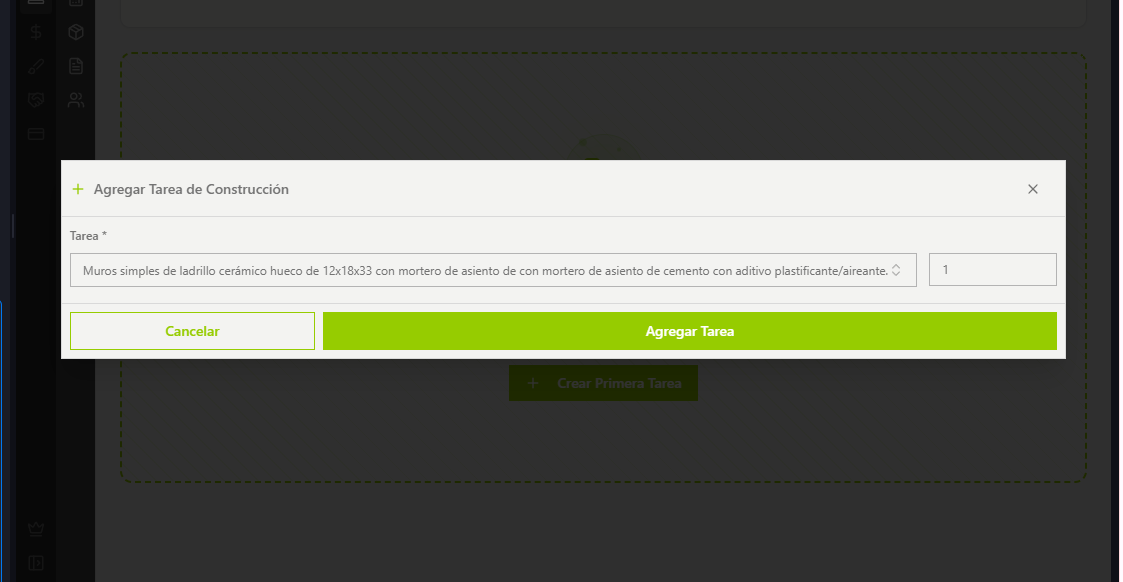 Agregar Tarea de Construcción
Tarea *
Muros simples de ladrillo cerámico hueco de 12x18x33 con mortero de asiento de con mortero de asiento de cemento con aditivo plastificante/aireante.
1
Cancelar
Agregar Tarea
Crear Primera Tarea